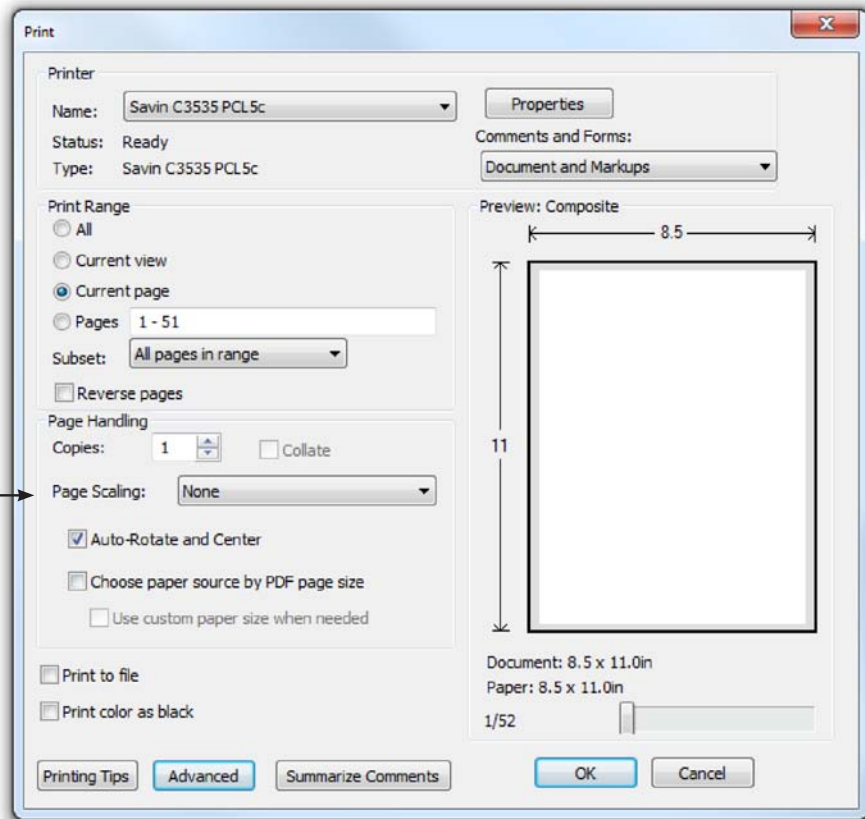 Print
Printer
Name: Savin C3535 PCL5c Properties
Status: Ready Comments and Forms:
Type: Savin C3535 PCL5c Document and Markups
Print Range
All
Current view
Current page
Pages 1 - 51
Subset: All pages in range
Reverse pages
Page Handling
Copies: 1 Collate
Page Scaling: None
Auto-Rotate and Center
Choose paper source by PDF page size
Use custom paper size when needed
Print to file
Print color as black
Preview: Composite
8.5
11
Document: 8.5 x 11.0in
Paper: 8.5 x 11.0in
1/52
Printing Tips Advanced Summarize Comments OK Cancel